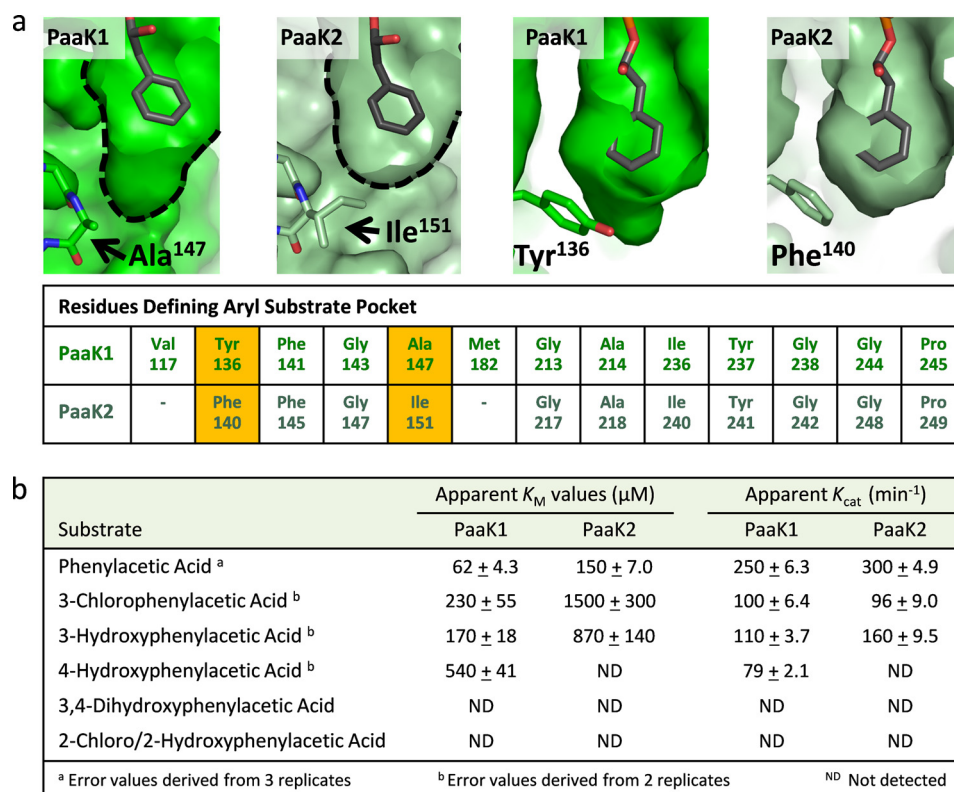 a
PaaK1 PaaK2 PaaK1 PaaK2
Ala147 Ile151 Tyr136 Phe140
Residues Defining Aryl Substrate Pocket
PaaK1 Val 117 Tyr 136 Phe 141 Gly 143 Ala 147 Met 182 Gly 213 Ala 214 Ile 236 Tyr 237 Gly 238 Gly 244 Pro 245
PaaK2 - Phe 140 Phe 145 Gly 147 Ile 151 - Gly 217 Ala 218 Ile 240 Tyr 241 Gly 242 Gly 248 Pro 249
b
Apparent KM values (μM) Apparent Kcat (min-1)
Substrate PaaK1 PaaK2 PaaK1 PaaK2
Phenylacetic Acid a 62 ± 4.3 150 ± 7.0 250 ± 6.3 300 ± 4.9
3-Chlorophenylacetic Acid b 230 ± 55 1500 ± 300 100 ± 6.4 96 ± 9.0
3-Hydroxyphenylacetic Acid b 170 ± 18 870 ± 140 110 ± 3.7 160 ± 9.5
4-Hydroxyphenylacetic Acid b 540 ± 41 ND 79 ± 2.1 ND
3,4-Dihydroxyphenylacetic Acid ND ND ND ND
2-Chloro/2-Hydroxyphenylacetic Acid ND ND ND ND
a Error values derived from 3 replicates b Error values derived from 2 replicates ND Not detected